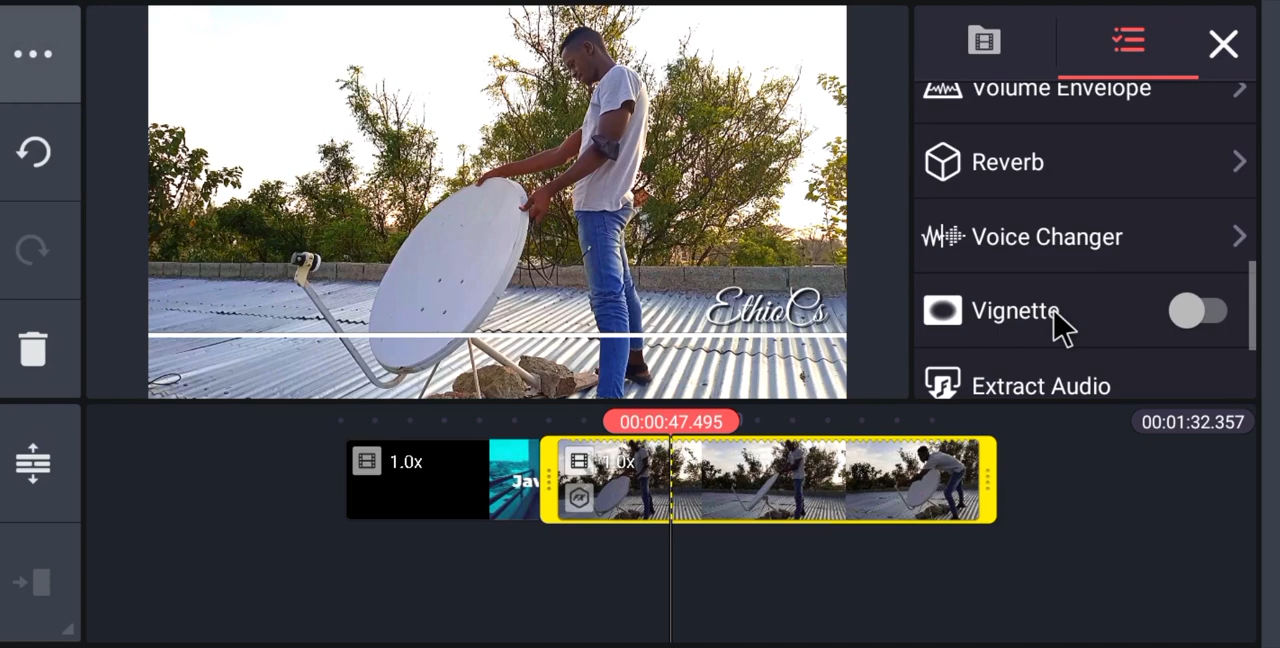 Volume Envelope
Reverb
Voice Changer
Vignette
Extract Audio
EthioCs
00:00:47.495
00:01:32.357
1.0x
Jav
1.0x